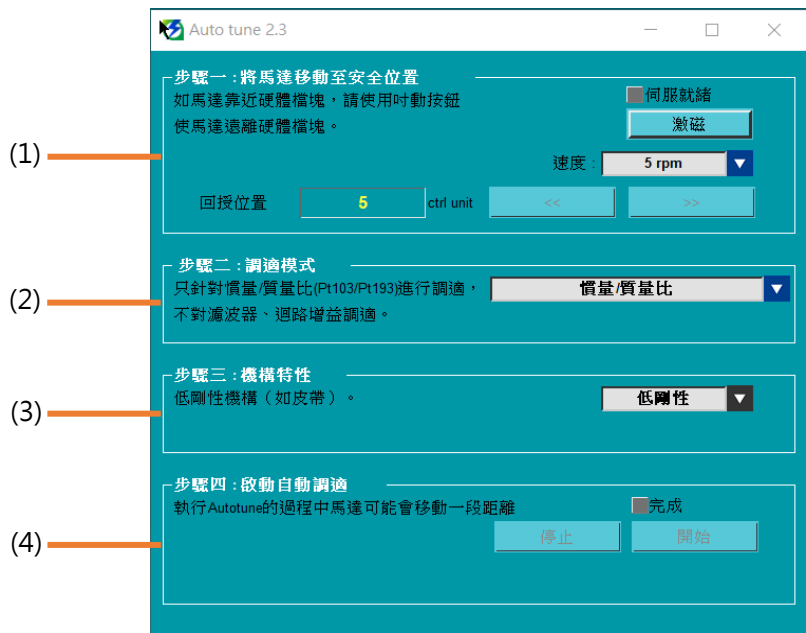 Auto tune 2.3
步驟一 : 將馬達移動至安全位置
如馬達靠近硬體檔塊，請使用吋動按鈕
使馬達遠離硬體檔塊。
伺服就緒
激磁
(1)
速度 :
5 rpm
回授位置
5
ctrl unit
<<
>>
步驟二 : 調適模式
(2)
只針對慣量/質量比(Pt103/Pt193)進行調適，
不對濾波器、迴路增益調適。
慣量/質量比
步驟三 : 機構特性
(3)
低剛性機構（如皮帶）。
低剛性
步驟四 : 啟動自動調適
執行Autotune的過程中馬達可能會移動一段距離
完成
(4)
停止
開始